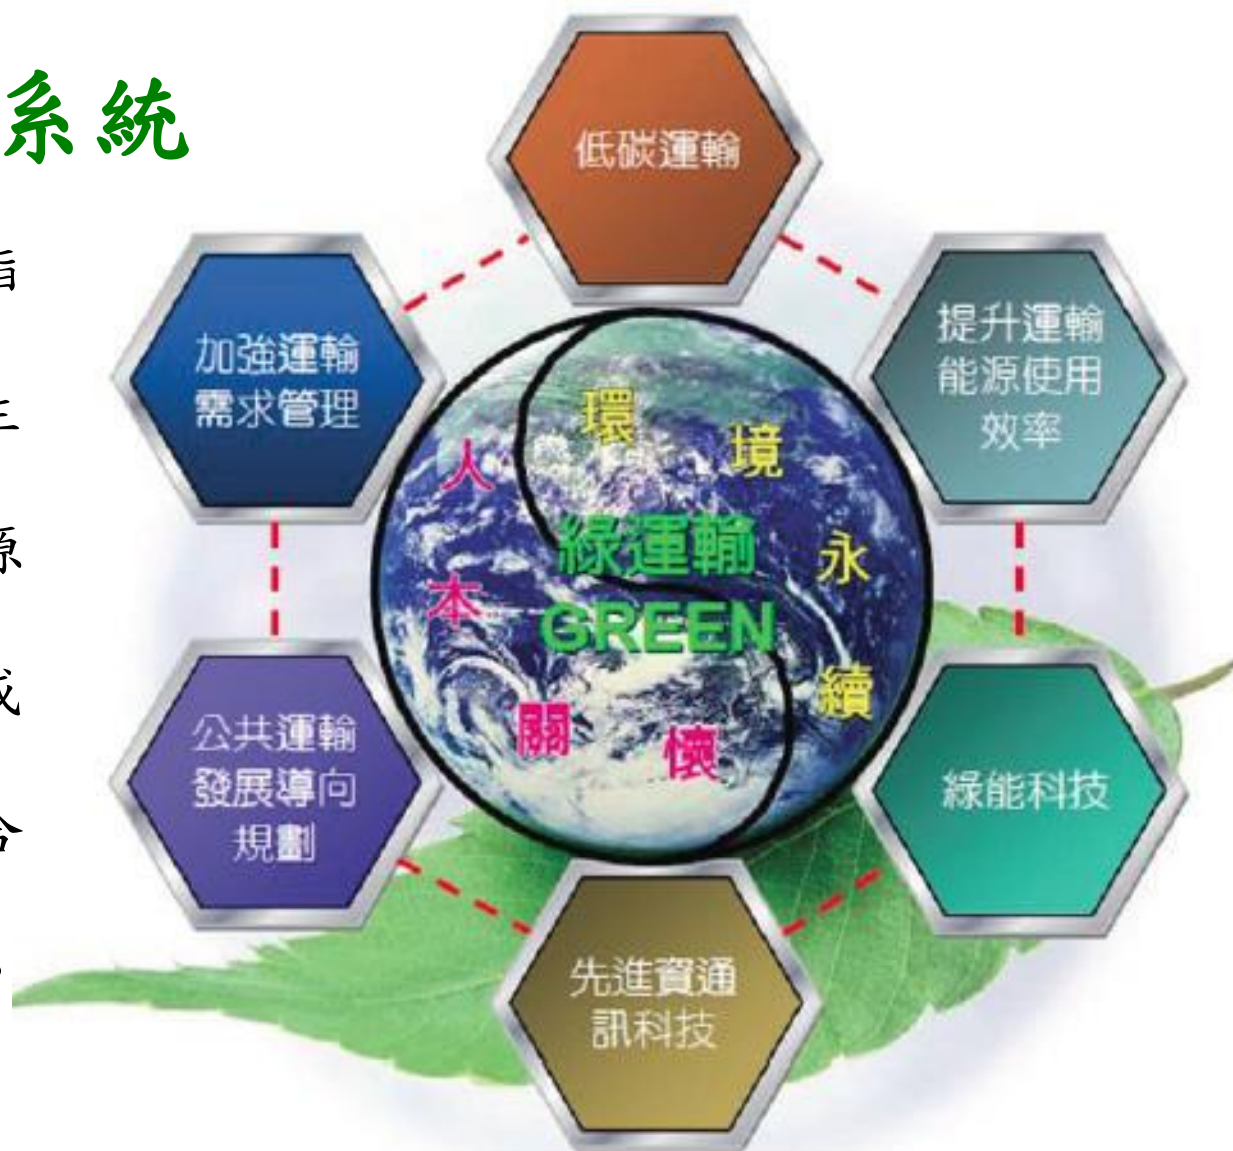 系統
旨
源
合
低碳運輸
加強運輸
需求管理
提升運輸
能源使用
效率
環境永續
人本關懷
綠運輸
GREEN
公共運輸
發展導向
規劃
綠能科技
先進資通
訊科技